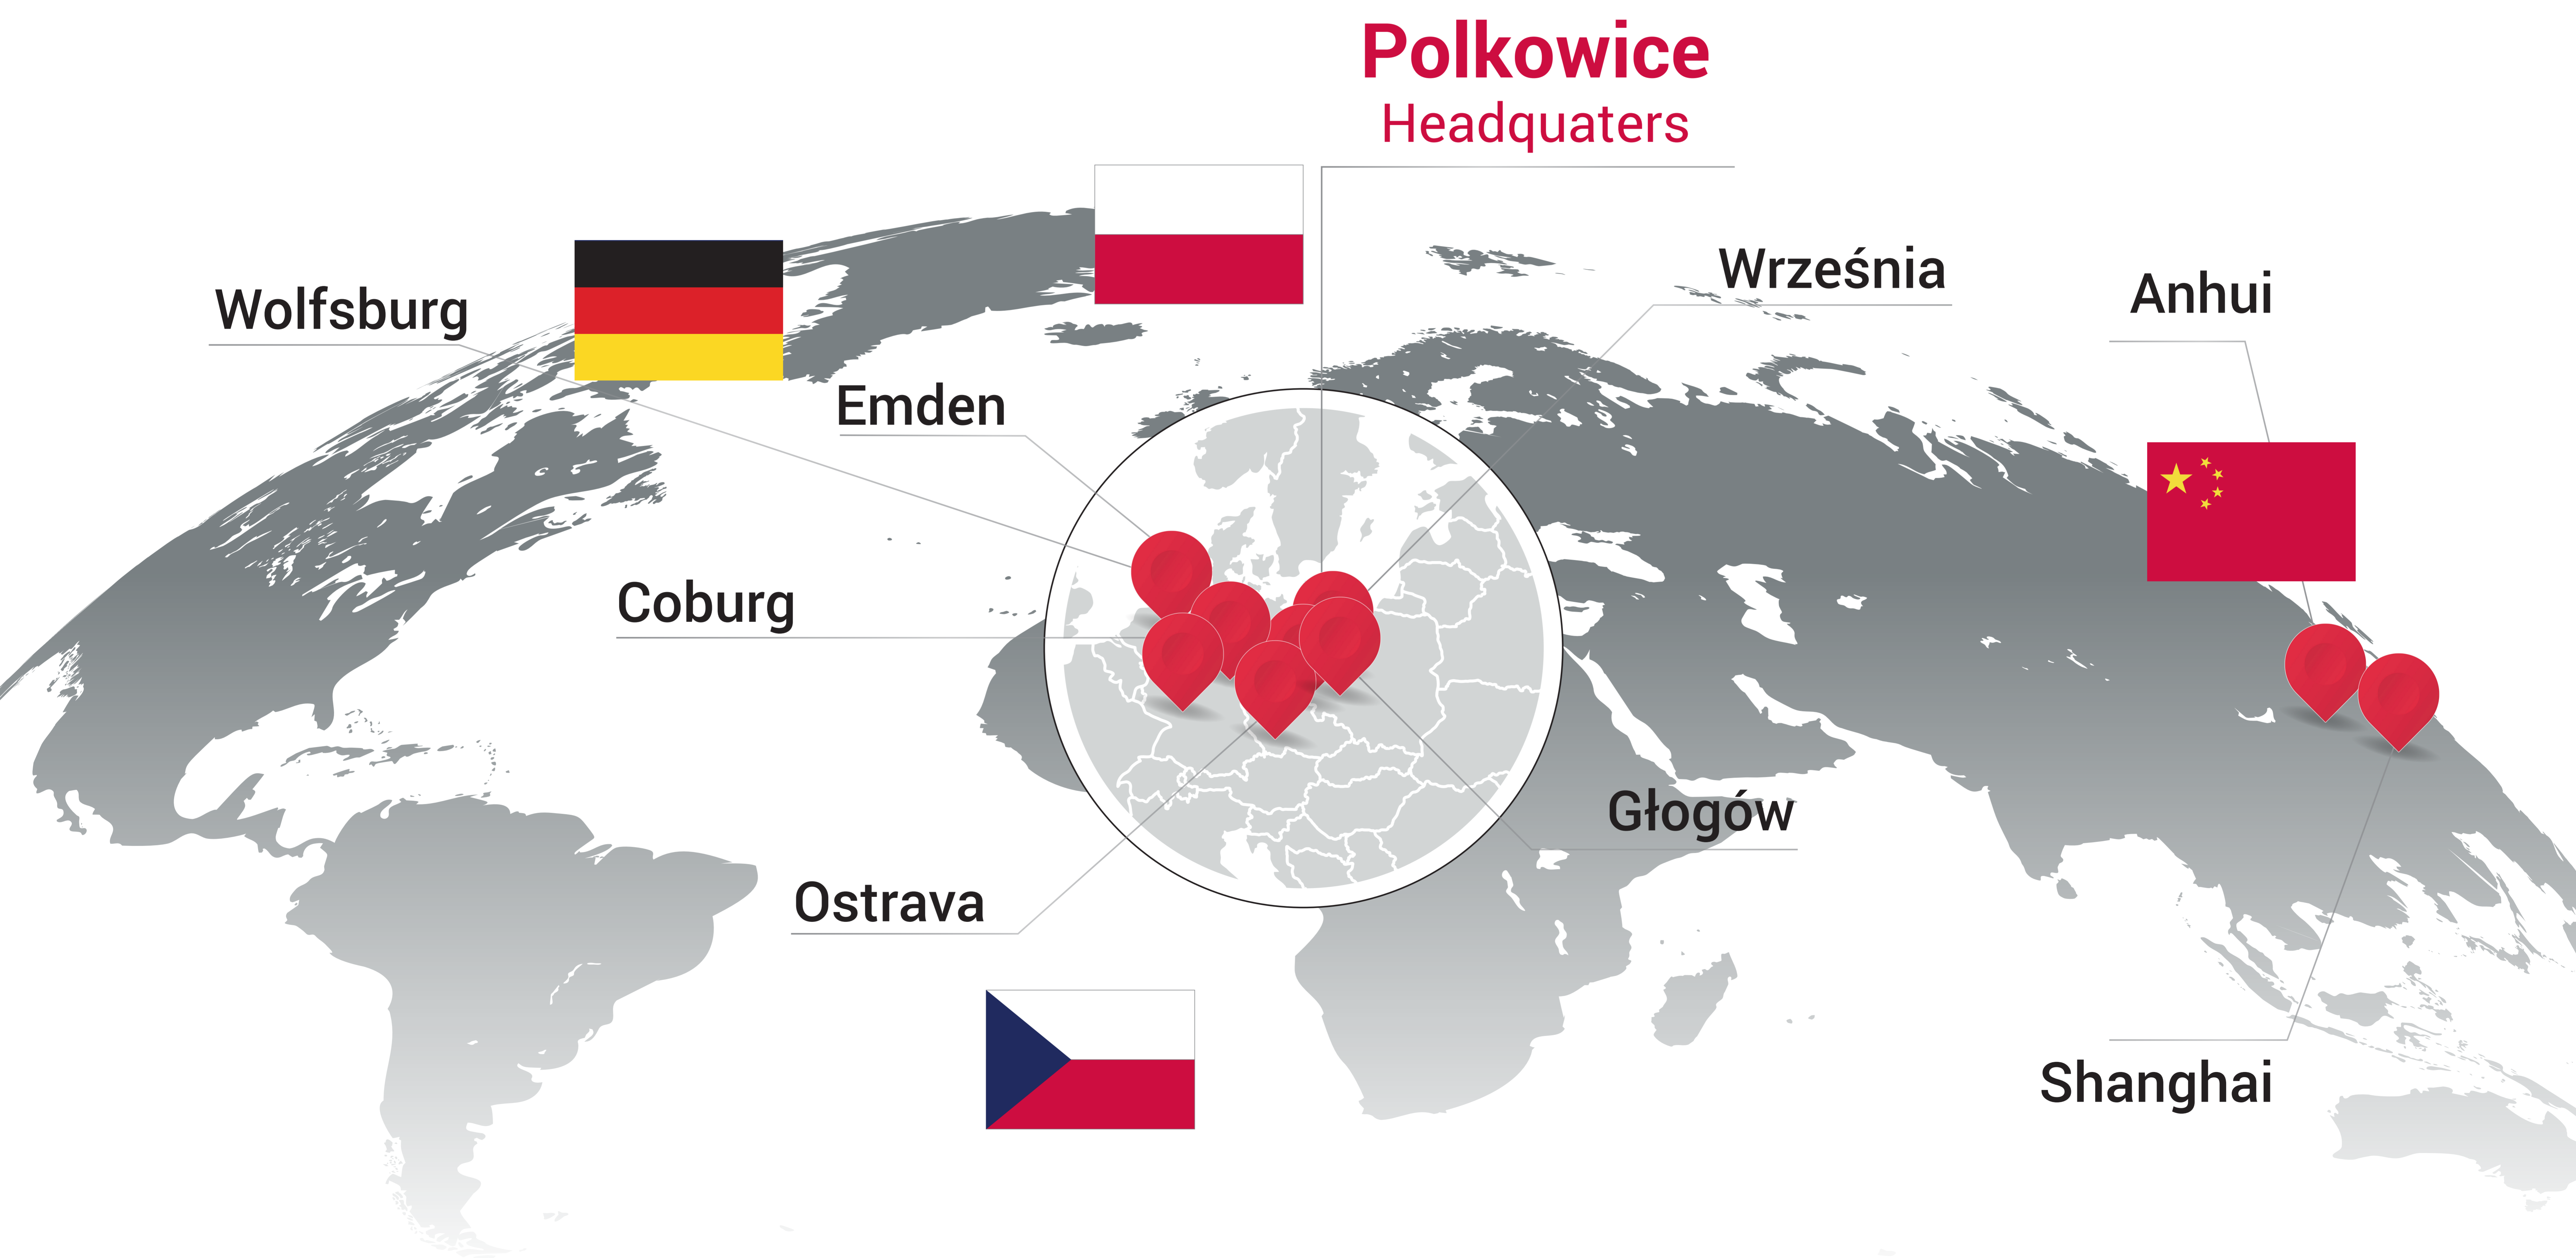 Polkowice
Headquaters
Września
Anhui
Wolfsburg
Emden
Coburg
Głogów
Ostrava
Shanghai